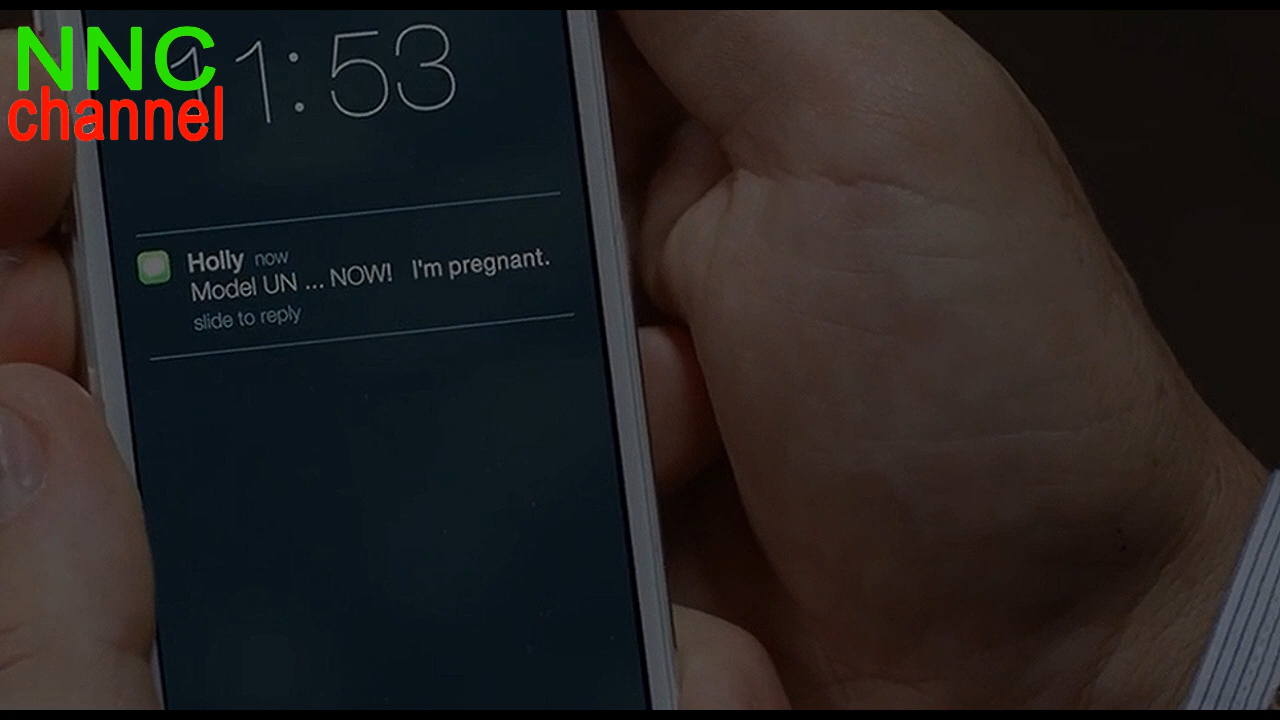 NNC
channel
11:53
Holly now
Model UN ... NOW! I'm pregnant.
slide to reply